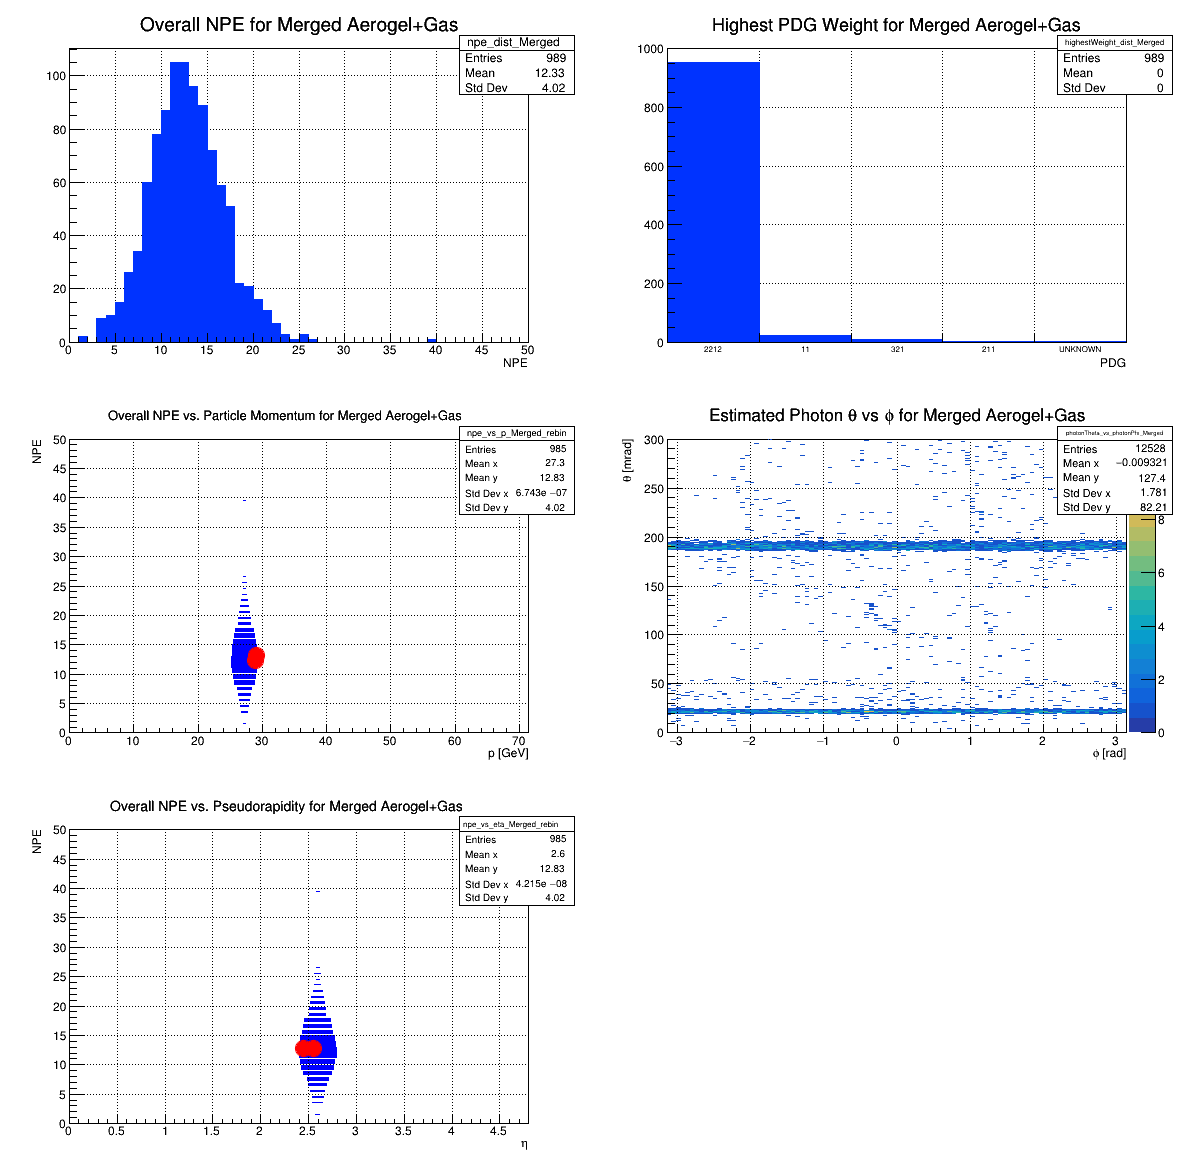 Overall NPE for Merged Aerogel+Gas
npe_dist_Merged
Entries 989
Mean 12.33
Std Dev 4.02
100
80
60
40
20
0
0 5 10 15 20 25 30 35 40 45 50
NPE
Highest PDG Weight for Merged Aerogel+Gas
highestWeight_dist_Merged
Entries 989
Mean 0
Std Dev 0
1000
800
600
400
200
0
2212 11 321 211 UNKNOWN
PDG
Overall NPE vs. Particle Momentum for Merged Aerogel+Gas
npe_vs_p_Merged_rebin
Entries 985
Mean x 27.3
Mean y 12.83
Std Dev x 6.743e −07
Std Dev y 4.02
NPE
50
45
40
35
30
25
20
15
10
5
0
0 10 20 30 40 50 60 70
p [GeV]
Estimated Photon θ vs ϕ for Merged Aerogel+Gas
photonTheta_vs_photonPhi_Merged
Entries 12528
Mean x −0.009321
Mean y 127.4
Std Dev x 1.781
Std Dev y 82.21
θ [mrad]
300
250
200
150
100
50
0
−3 −2 −1 0 1 2 3
ϕ [rad]
8
6
4
2
0
Overall NPE vs. Pseudorapidity for Merged Aerogel+Gas
npe_vs_eta_Merged_rebin
Entries 985
Mean x 2.6
Mean y 12.83
Std Dev x 4.215e −08
Std Dev y 4.02
NPE
50
45
40
35
30
25
20
15
10
5
0
0 0.5 1 1.5 2 2.5 3 3.5 4 4.5
η